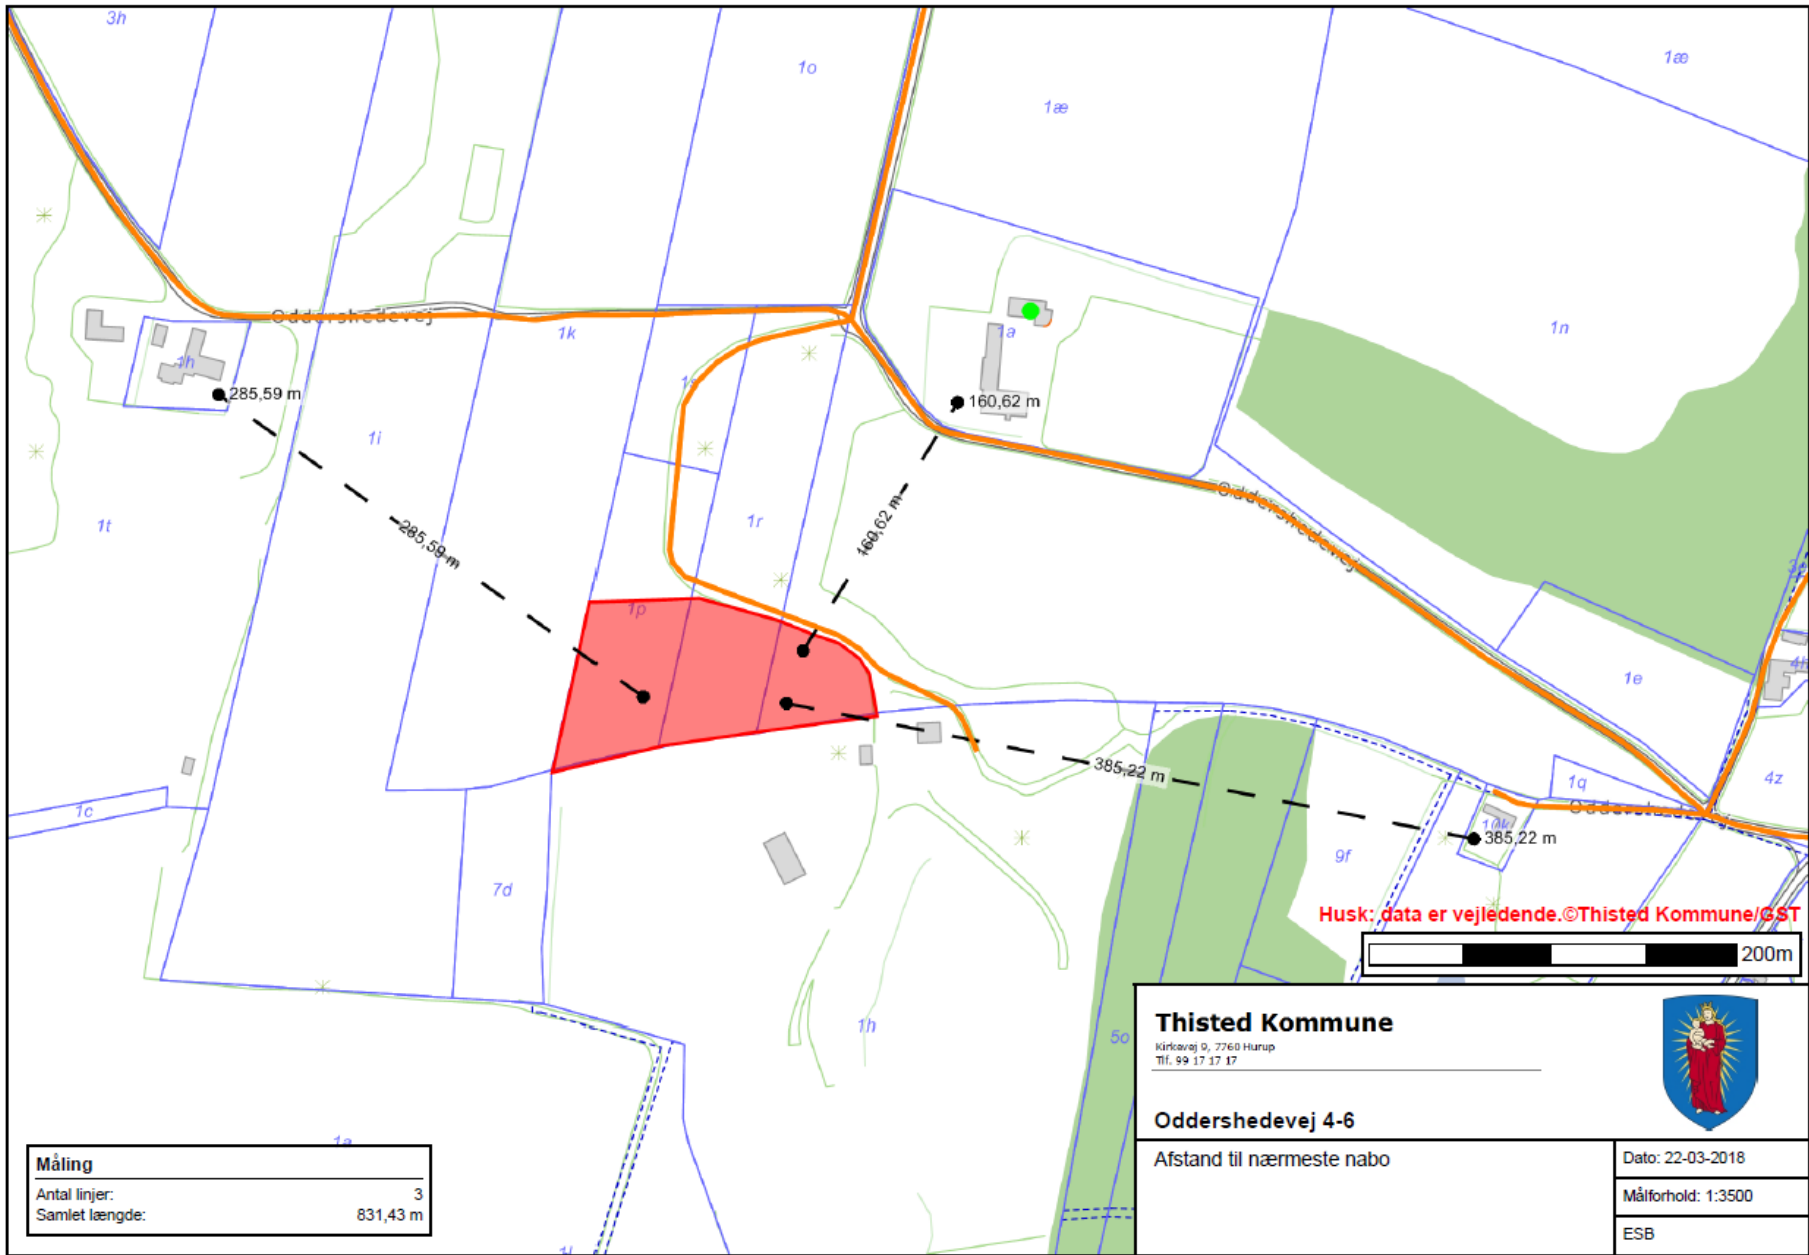 3h
1o
1æ
1æ
Oddershedevej
1k
1a
1n
1h
285,59 m
160,62 m
1i
1t
285,59 m
1r
160,62 m
Oddershedevej
1p
1e
4h
385,22 m
1q
4z
1c
10k
385,22 m
9f
7d
Husk: data er vejledende.©Thisted Kommune/GST
200m
1h
5o
Thisted Kommune
Kirkevej 9, 7760 Hurup
Tlf. 99 17 17 17
Oddershedevej 4-6
Afstand til nærmeste nabo
Dato: 22-03-2018
Målforhold: 1:3500
ESB
1a
Måling
Antal linjer: 3
Samlet længde: 831,43 m